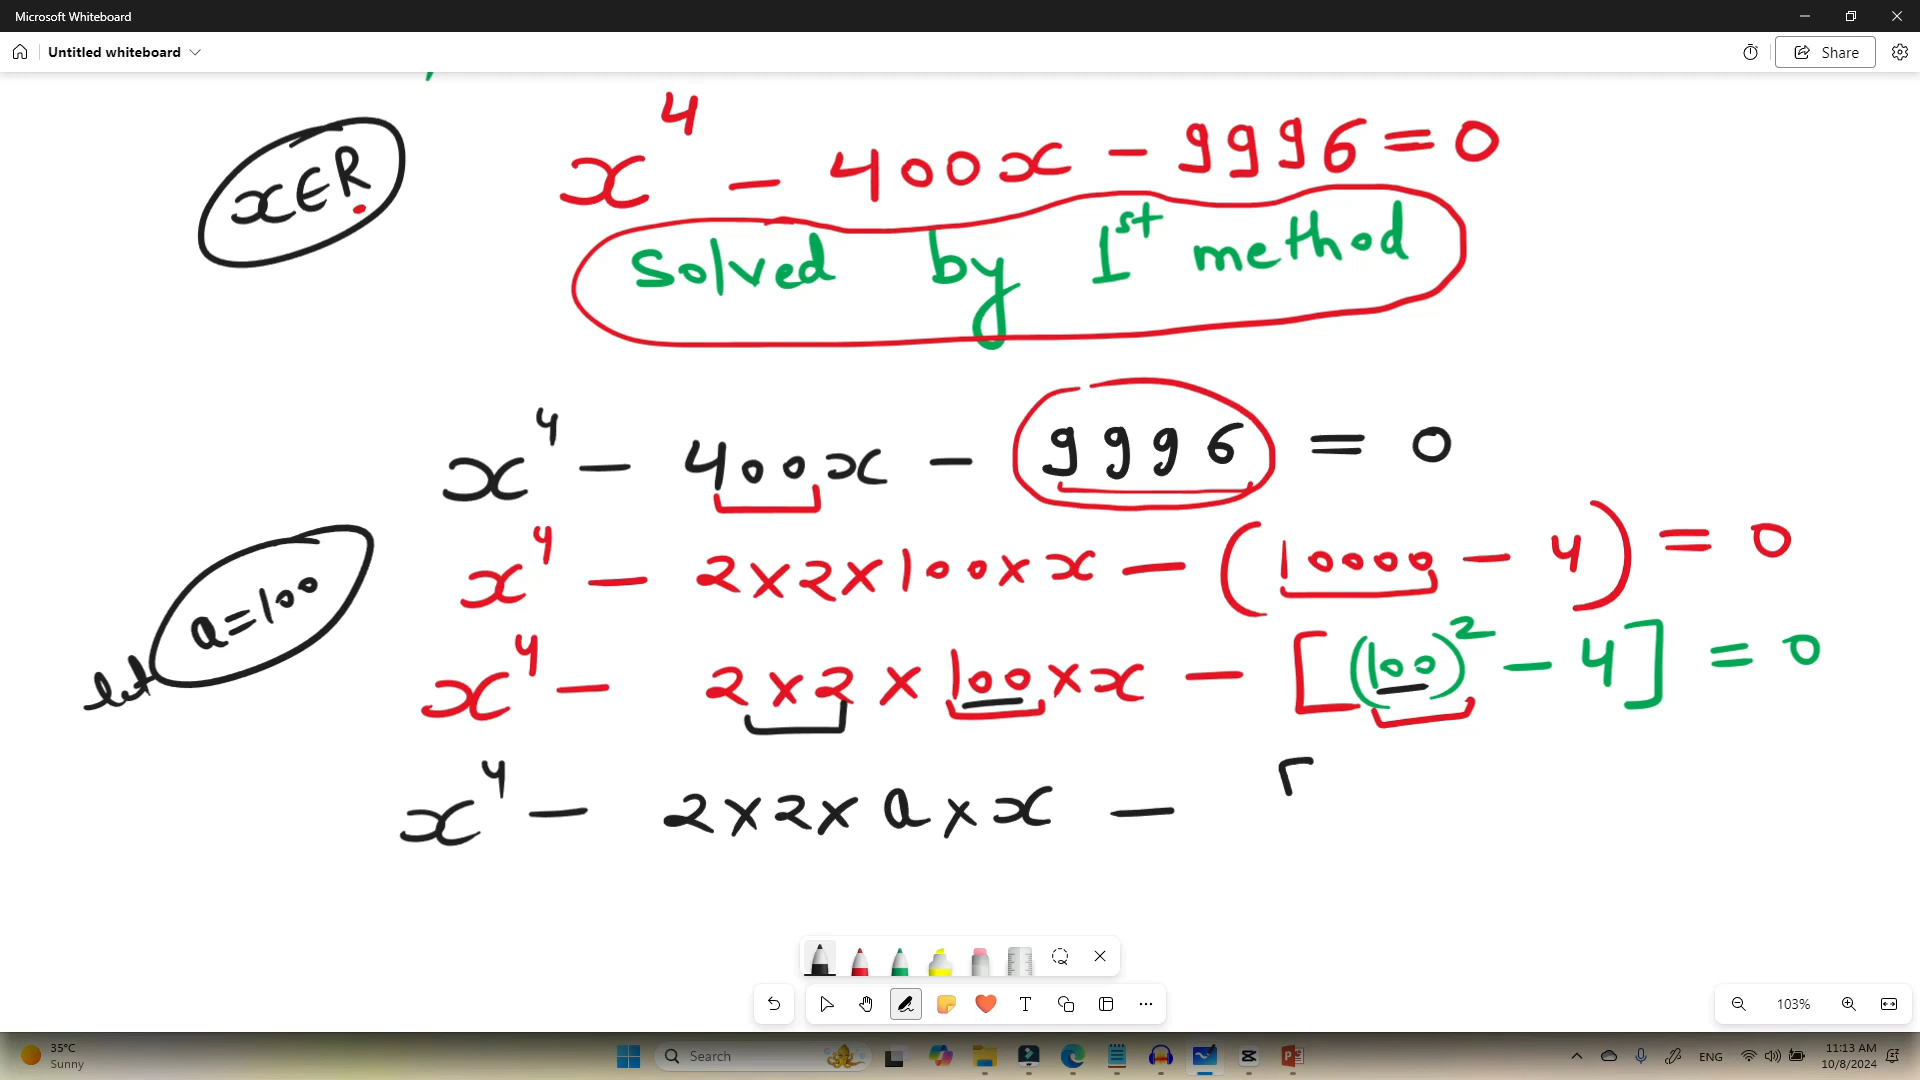 Microsoft Whiteboard
Untitled whiteboard
Share
x⁴ - 400x - 9996 = 0
x∈R
Solved by 1st method
x⁴ - 400x - 9996 = 0
x⁴ - 2×2×100×x - (10000 - 4) = 0
let a=100
x⁴ - 2×2×100×x - [(100)² - 4] = 0
x⁴ - 2×2×a×x - [
103%
35°C
Sunny
Search
ENG
11:13 AM
10/8/2024